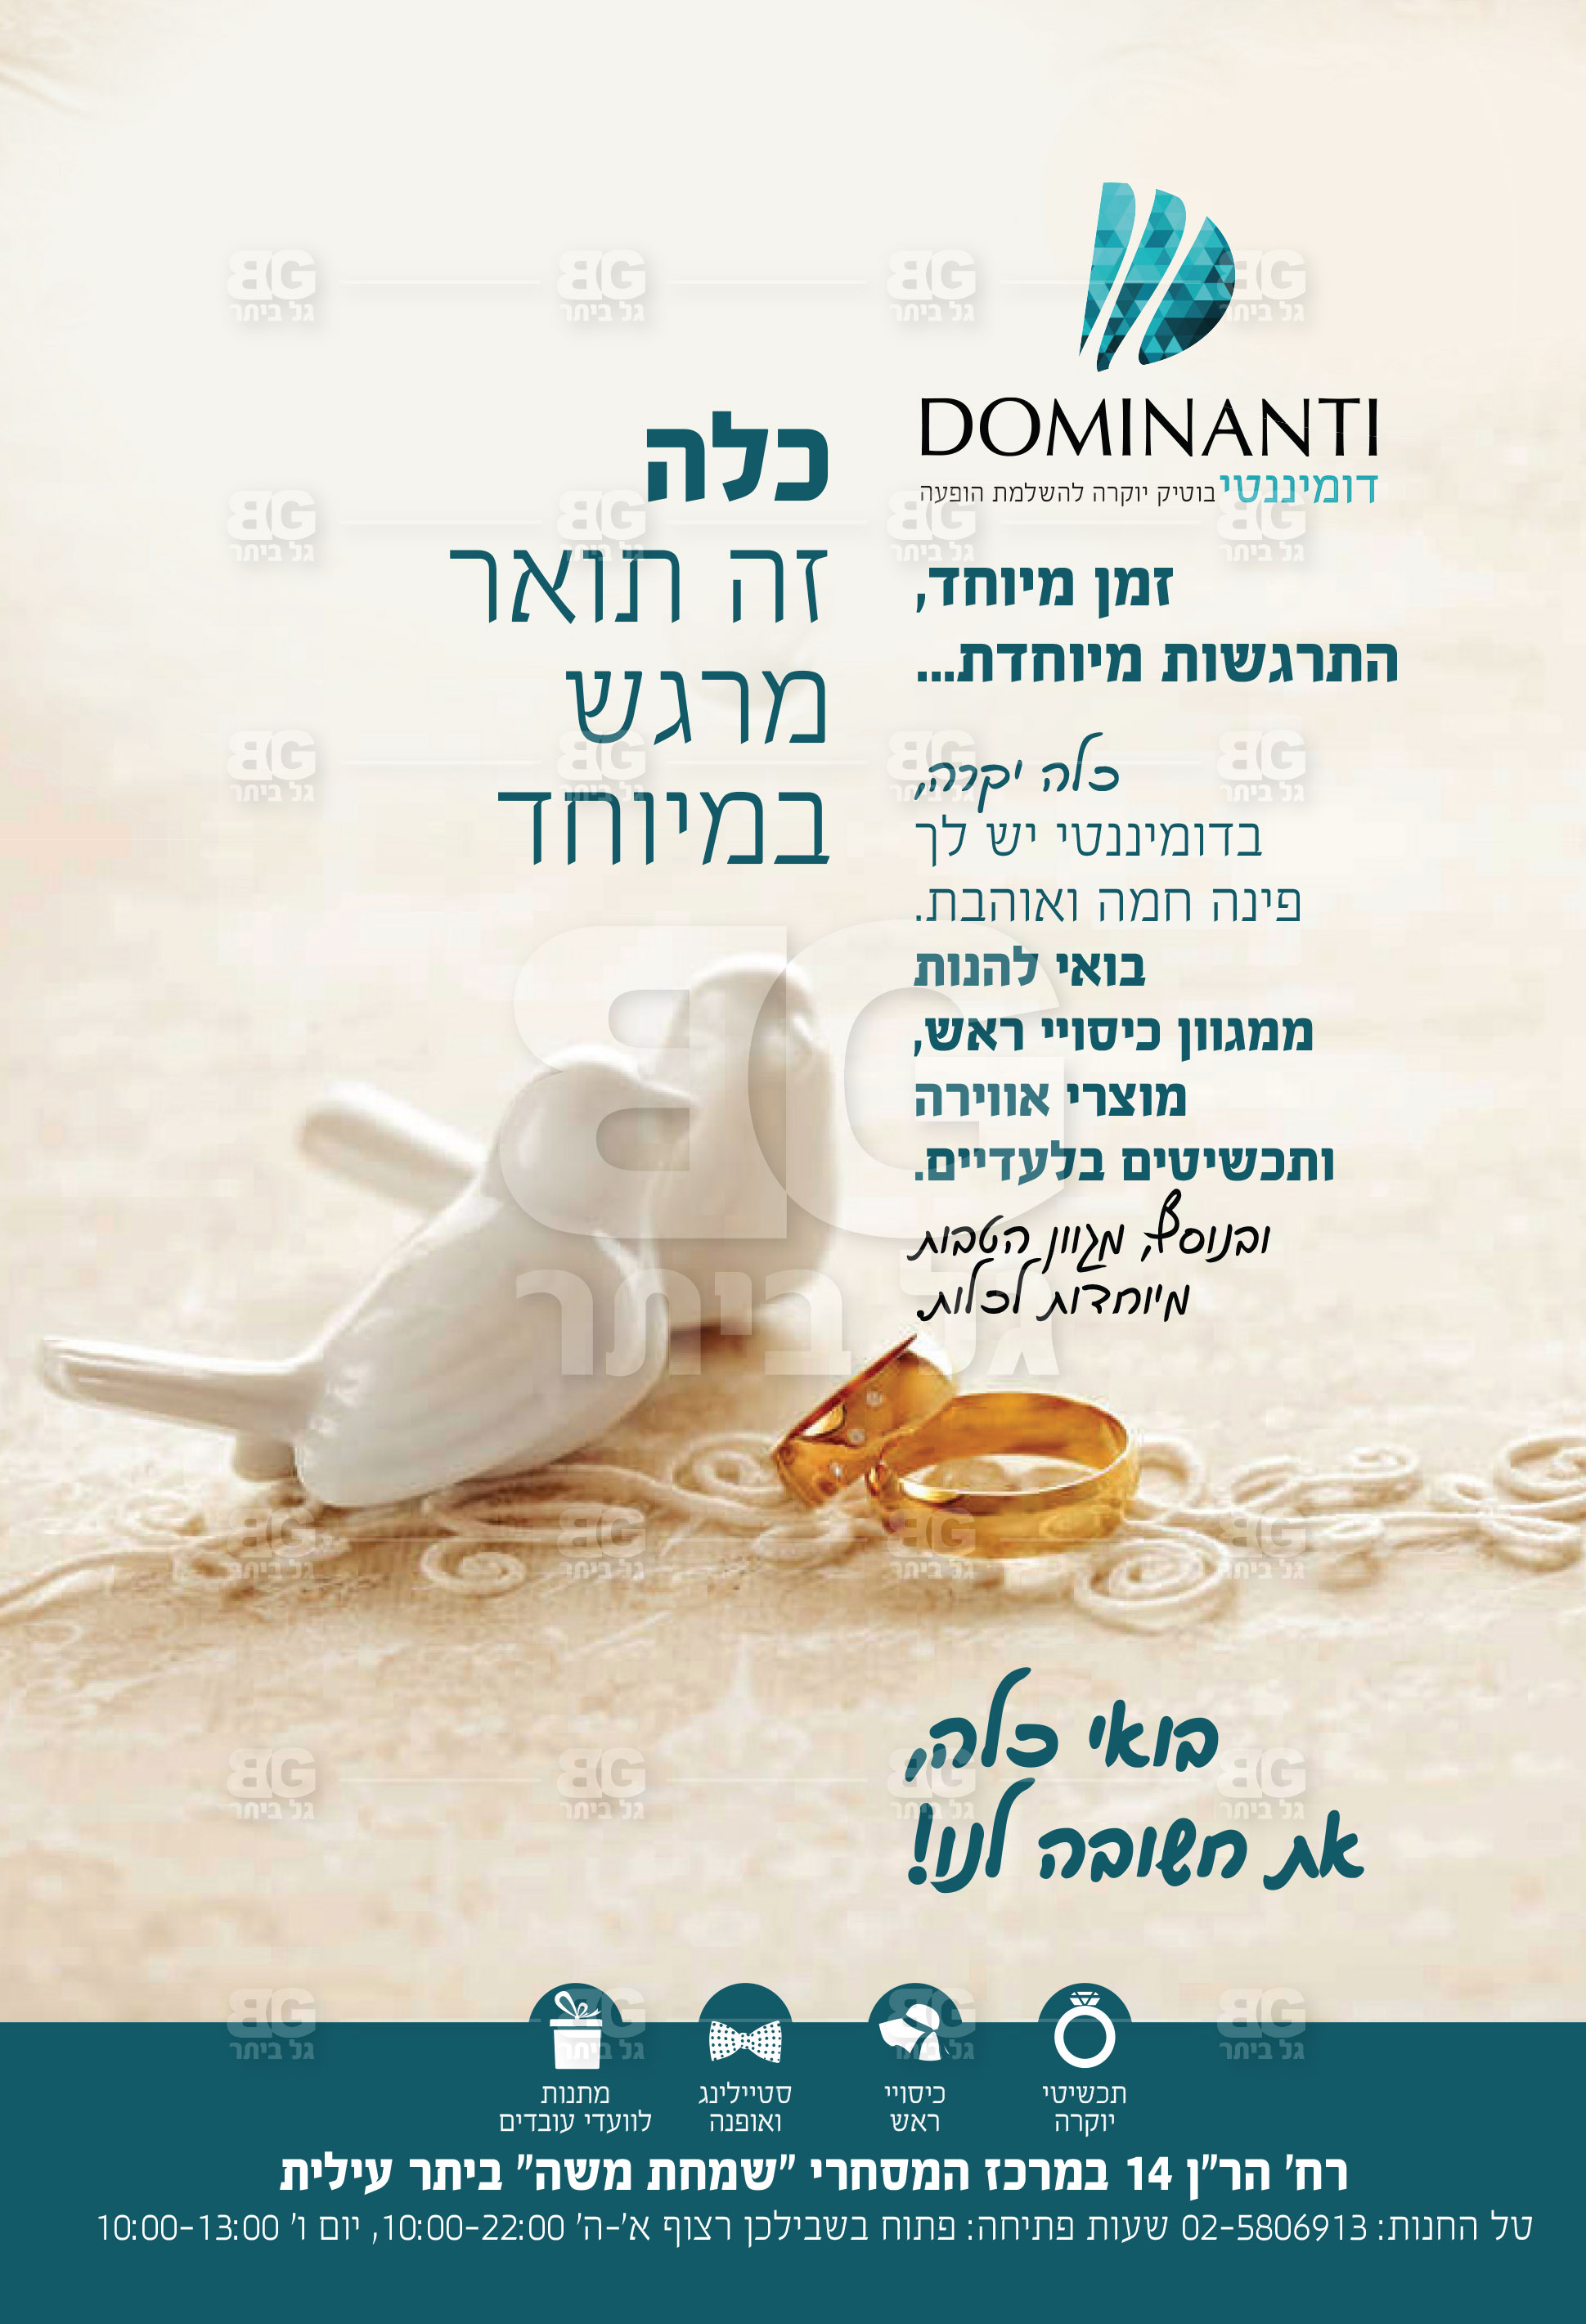 DOMINANTI
דומיננטי בוטיק יוקרה להשלמת הופעה
כלה
זה תואר
מרגש
במיוחד
זמן מיוחד,
התרגשות מיוחדת...
כלה יקרה,
בדומיננטי יש לך
פינה חמה ואוהבת.
בואי להנות
ממגוון כיסויי ראש,
מוצרי אווירה
ותכשיטים בלעדיים.
ובנוסף, מגוון הטבות
מיוחדות לכלות.
BG
גל ביתר
בואי כלה,
את חשובה לנו!
תכשיטי
יוקרה
כיסויי
ראש
סטיילינג
ואופנה
מתנות
לוועדי עובדים
רח' הר"ן 14 במרכז המסחרי "שמחת משה" ביתר עילית
טל החנות: 02-5806913 שעות פתיחה: פתוח בשבילכן רצוף א'-ה' 10:00-22:00, יום ו' 10:00-13:00